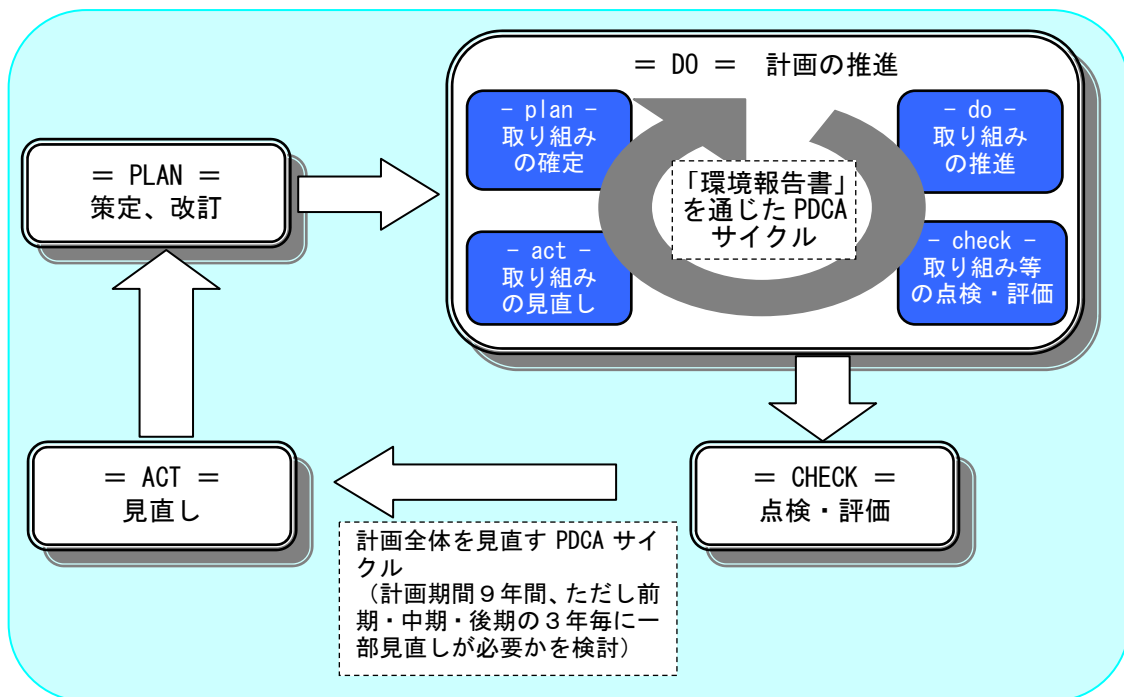 ＝ DO ＝　計画の推進
－ plan －
取り組み
の確定
－ do －
取り組み
の推進
「環境報告書」
を通じた PDCA
サイクル
－ act －
取り組み
の見直し
－ check －
取り組み等
の点検・評価
＝ PLAN ＝
策定、改訂
＝ ACT ＝
見直し
＝ CHECK ＝
点検・評価
計画全体を見直す PDCA サイ
クル
（計画期間９年間、ただし前
期・中期・後期の３年毎に一
部見直しが必要かを検討）